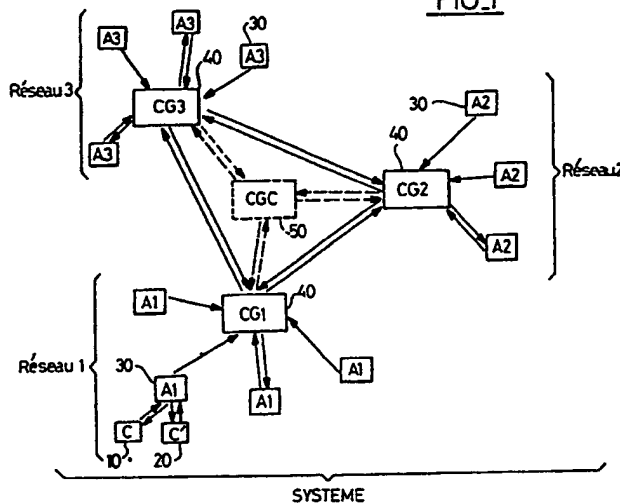 FIG_1
A3
30
A3
A3
40
Réseau 3
CG3
A3
30
A2
40
CG2
A2
Réseau2
A2
CGC
50
40
A1
CG1
Réseau 1
30
A1
A1
A1
C
C'
10
20
SYSTEME